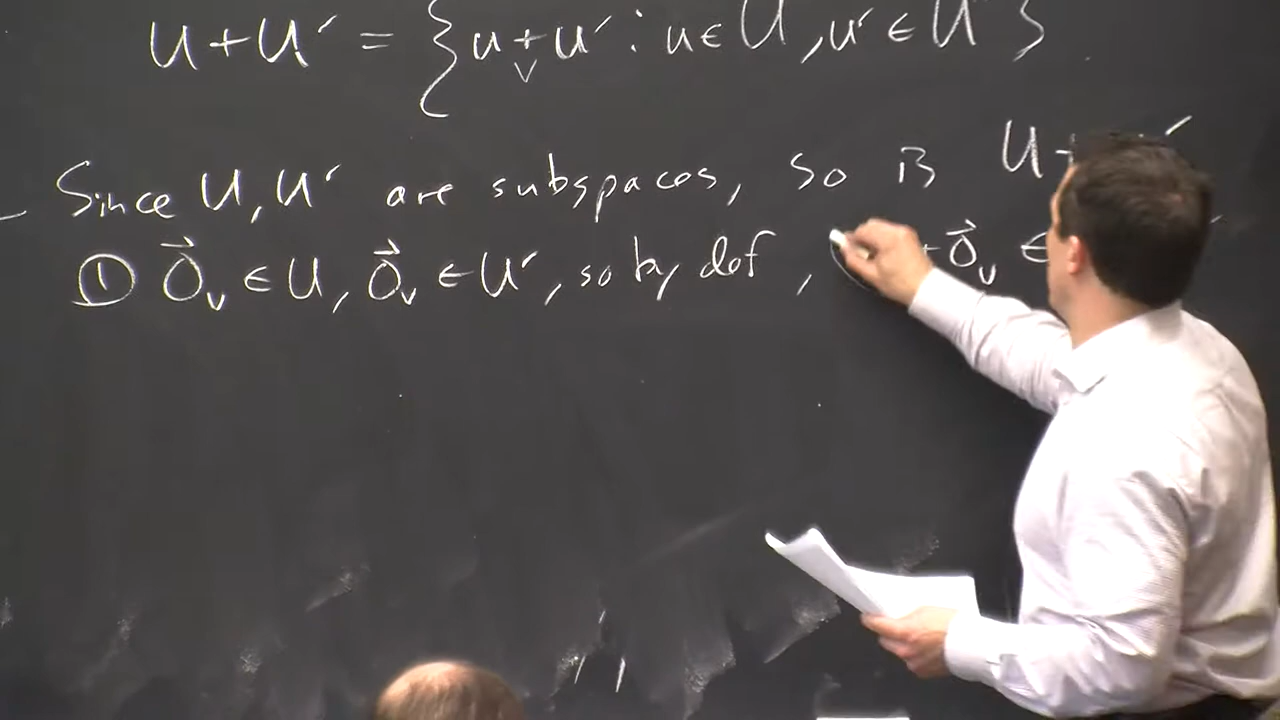 U + U' = {u +ᵥ u' : u ∈ U, u' ∈ U'}
Since U, U' are subspaces, so is U +
① 0⃗ᵥ ∈ U, 0⃗ᵥ ∈ U', so by def, + 0⃗ᵥ ∈